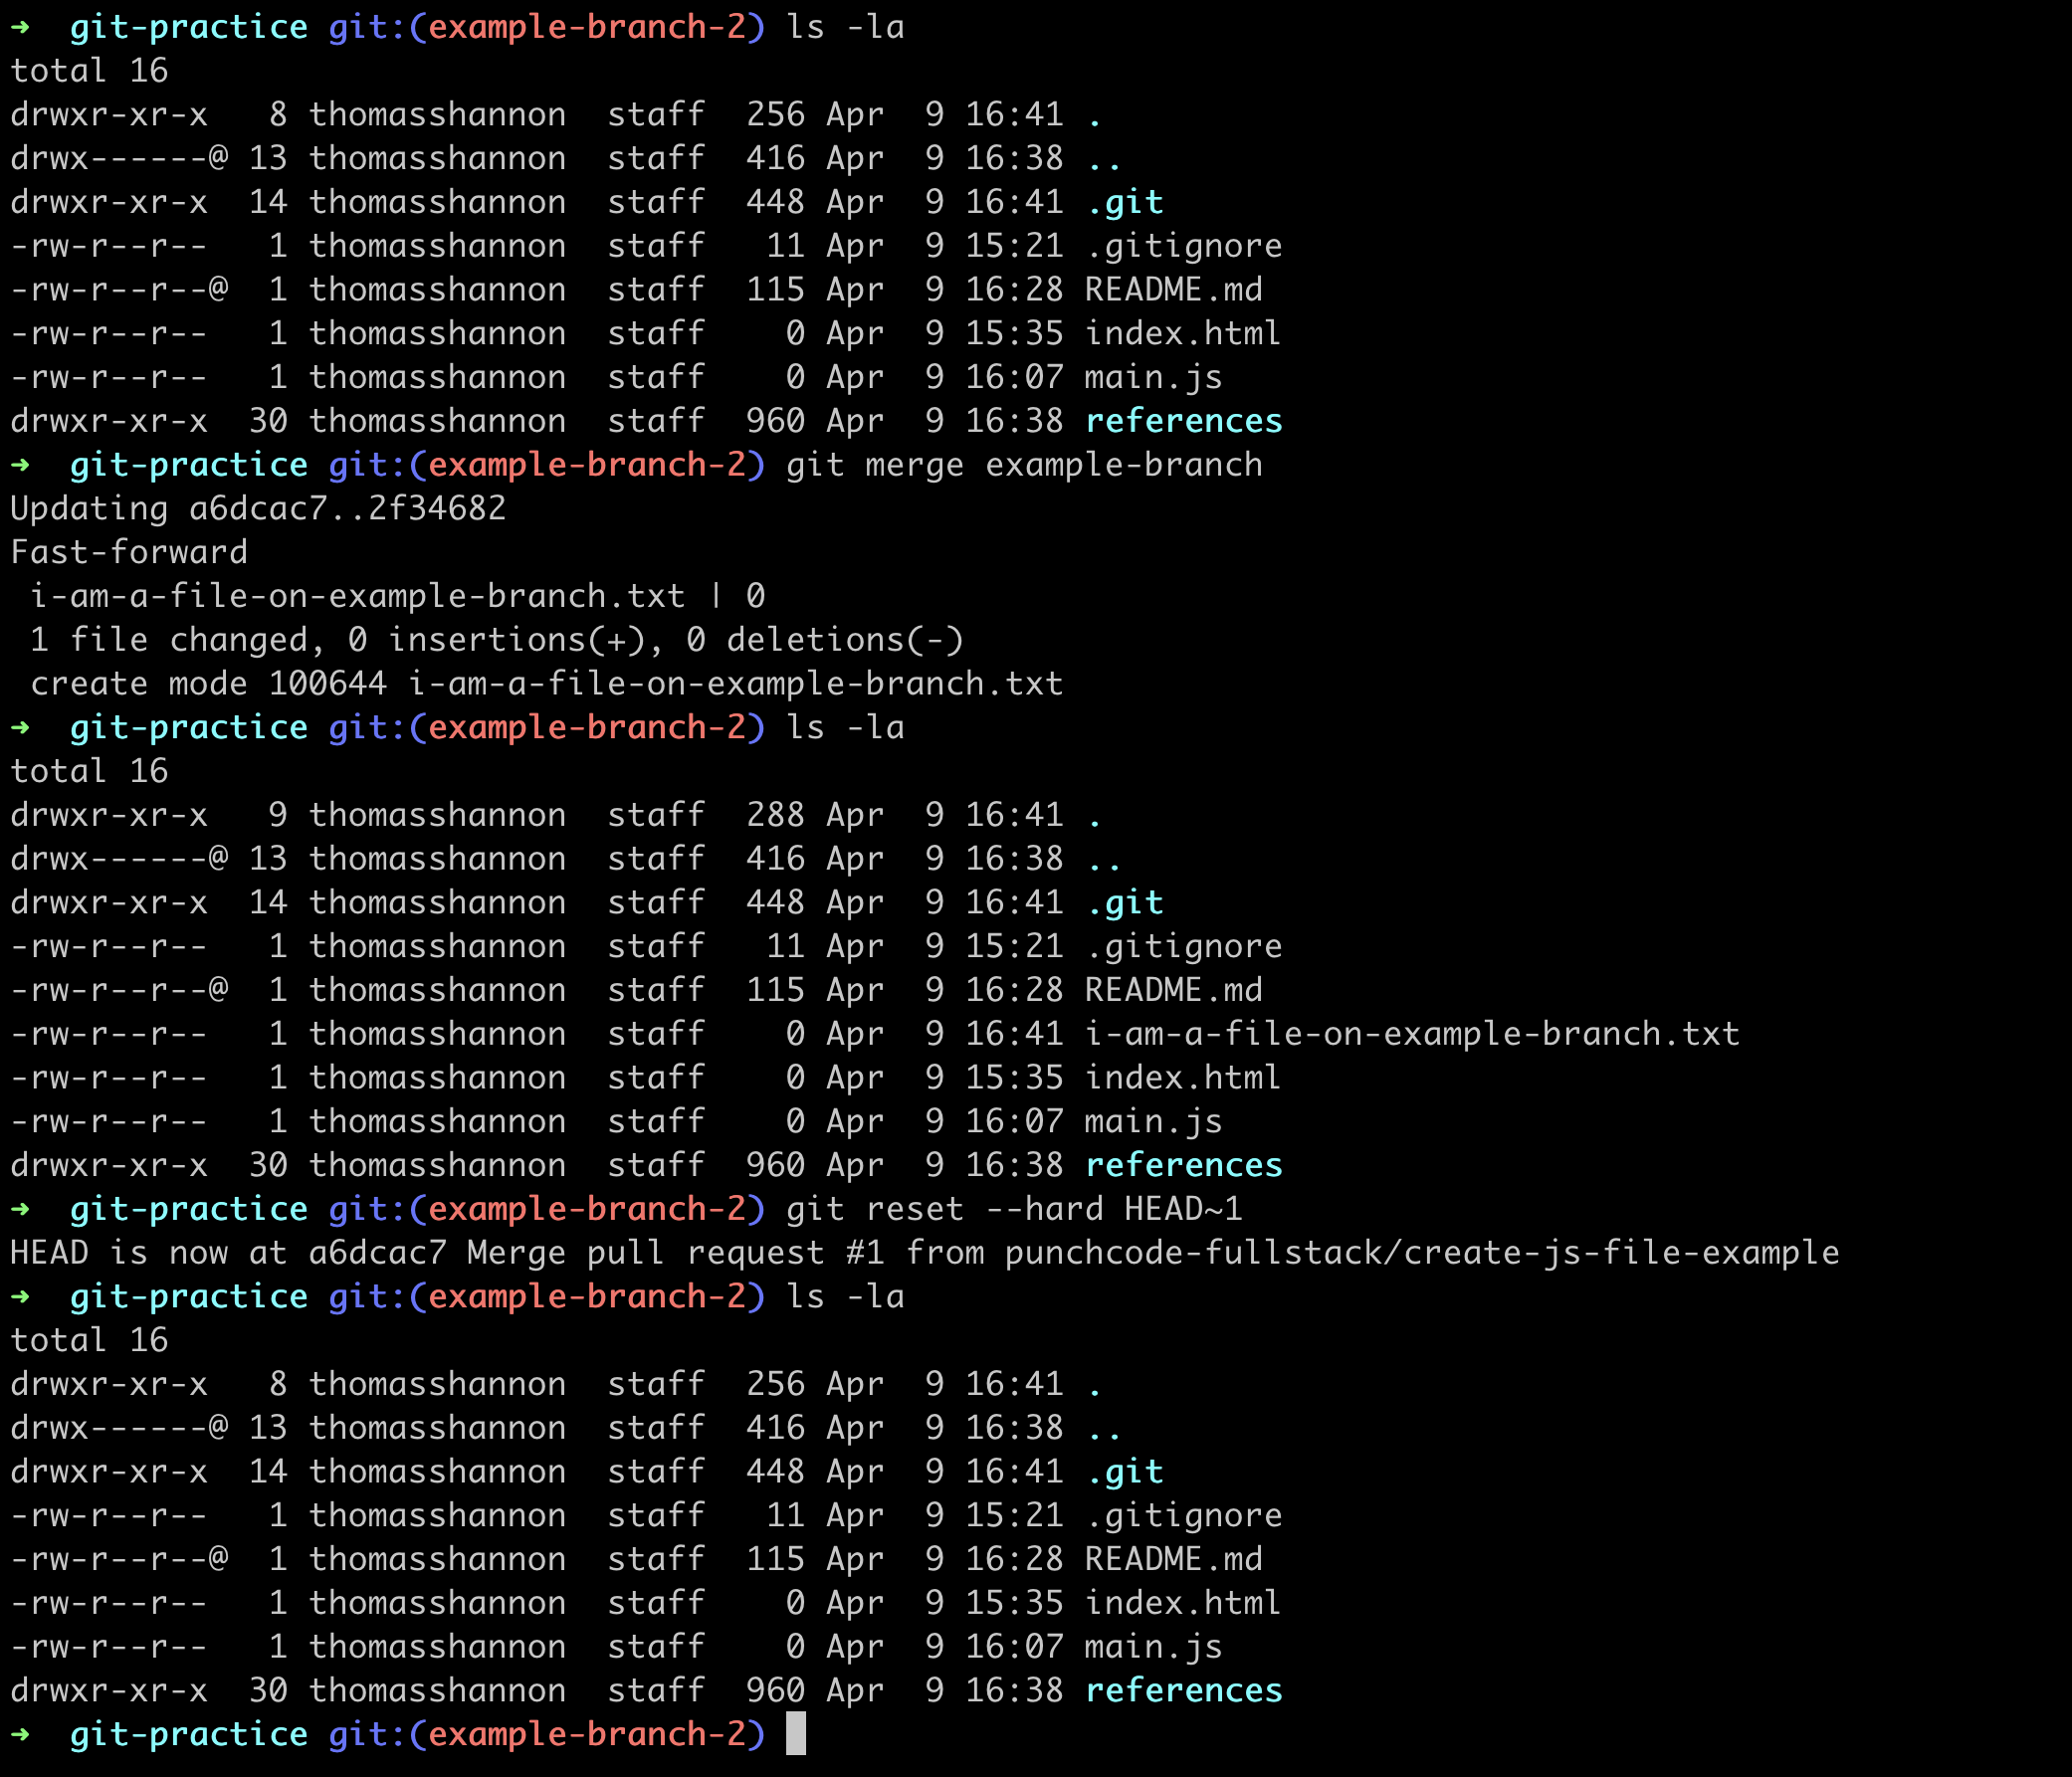 ➜  git-practice git:(example-branch-2) ls -la
total 16
drwxr-xr-x   8 thomasshannon  staff  256 Apr  9 16:41 .
drwx------@ 13 thomasshannon  staff  416 Apr  9 16:38 ..
drwxr-xr-x  14 thomasshannon  staff  448 Apr  9 16:41 .git
-rw-r--r--   1 thomasshannon  staff   11 Apr  9 15:21 .gitignore
-rw-r--r--@  1 thomasshannon  staff  115 Apr  9 16:28 README.md
-rw-r--r--   1 thomasshannon  staff    0 Apr  9 15:35 index.html
-rw-r--r--   1 thomasshannon  staff    0 Apr  9 16:07 main.js
drwxr-xr-x  30 thomasshannon  staff  960 Apr  9 16:38 references
➜  git-practice git:(example-branch-2) git merge example-branch
Updating a6dcac7..2f34682
Fast-forward
 i-am-a-file-on-example-branch.txt | 0
 1 file changed, 0 insertions(+), 0 deletions(-)
 create mode 100644 i-am-a-file-on-example-branch.txt
➜  git-practice git:(example-branch-2) ls -la
total 16
drwxr-xr-x   9 thomasshannon  staff  288 Apr  9 16:41 .
drwx------@ 13 thomasshannon  staff  416 Apr  9 16:38 ..
drwxr-xr-x  14 thomasshannon  staff  448 Apr  9 16:41 .git
-rw-r--r--   1 thomasshannon  staff   11 Apr  9 15:21 .gitignore
-rw-r--r--@  1 thomasshannon  staff  115 Apr  9 16:28 README.md
-rw-r--r--   1 thomasshannon  staff    0 Apr  9 16:41 i-am-a-file-on-example-branch.txt
-rw-r--r--   1 thomasshannon  staff    0 Apr  9 15:35 index.html
-rw-r--r--   1 thomasshannon  staff    0 Apr  9 16:07 main.js
drwxr-xr-x  30 thomasshannon  staff  960 Apr  9 16:38 references
➜  git-practice git:(example-branch-2) git reset --hard HEAD~1
HEAD is now at a6dcac7 Merge pull request #1 from punchcode-fullstack/create-js-file-example
➜  git-practice git:(example-branch-2) ls -la
total 16
drwxr-xr-x   8 thomasshannon  staff  256 Apr  9 16:41 .
drwx------@ 13 thomasshannon  staff  416 Apr  9 16:38 ..
drwxr-xr-x  14 thomasshannon  staff  448 Apr  9 16:41 .git
-rw-r--r--   1 thomasshannon  staff   11 Apr  9 15:21 .gitignore
-rw-r--r--@  1 thomasshannon  staff  115 Apr  9 16:28 README.md
-rw-r--r--   1 thomasshannon  staff    0 Apr  9 15:35 index.html
-rw-r--r--   1 thomasshannon  staff    0 Apr  9 16:07 main.js
drwxr-xr-x  30 thomasshannon  staff  960 Apr  9 16:38 references
➜  git-practice git:(example-branch-2)